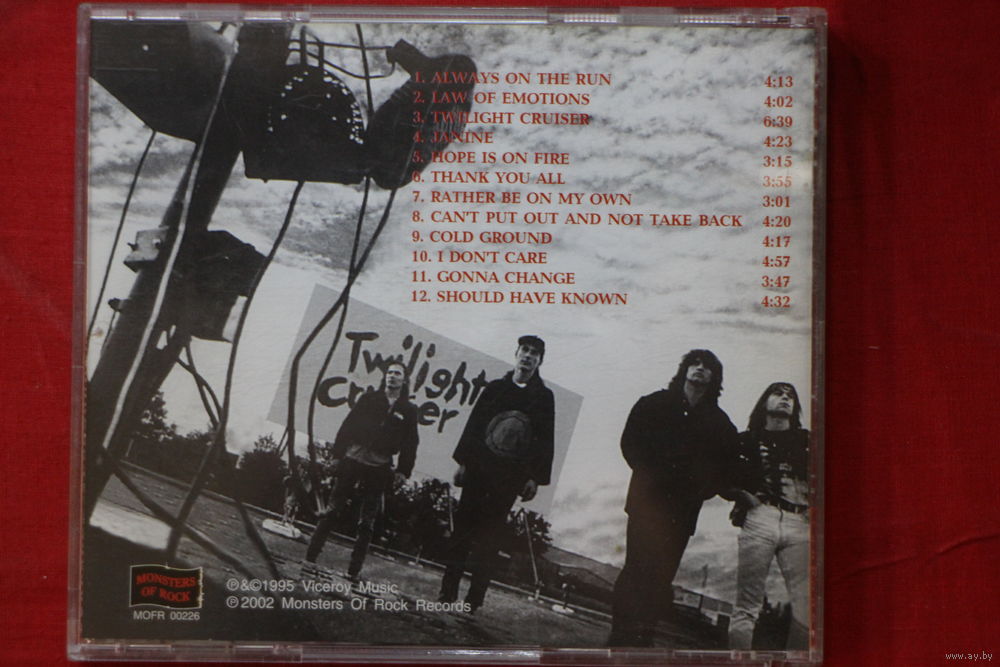 1. ALWAYS ON THE RUN 4:13
2. LAW OF EMOTIONS 4:02
3. TWILIGHT CRUISER 6:39
4. JANINE 4:23
5. HOPE IS ON FIRE 3:15
6. THANK YOU ALL 3:55
7. RATHER BE ON MY OWN 3:01
8. CAN'T PUT OUT AND NOT TAKE BACK 4:20
9. COLD GROUND 4:17
10. I DON'T CARE 4:57
11. GONNA CHANGE 3:47
12. SHOULD HAVE KNOWN 4:32
Twilight
Cruiser
MONSTERS
OF ROCK
MOFR 00226
℗&©1995 Viceroy Music
℗2002 Monsters Of Rock Records
www.ay.by